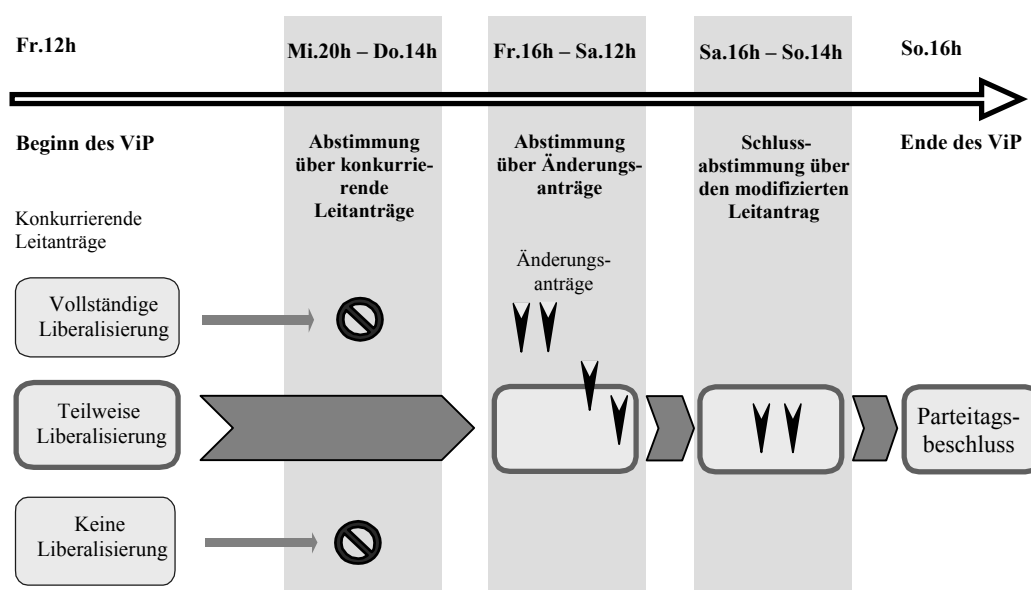 Fr.12h
Mi.20h – Do.14h
Fr.16h – Sa.12h
Sa.16h – So.14h
So.16h
Beginn des ViP
Abstimmung
über konkurrie-
rende
Leitanträge
Abstimmung
über Änderungs-
anträge
Schluss-
abstimmung über
den modifizierten
Leitantrag
Ende des ViP
Konkurrierende
Leitanträge
Änderungs-
anträge
Vollständige
Liberalisierung
Teilweise
Liberalisierung
Parteitags-
beschluss
Keine
Liberalisierung